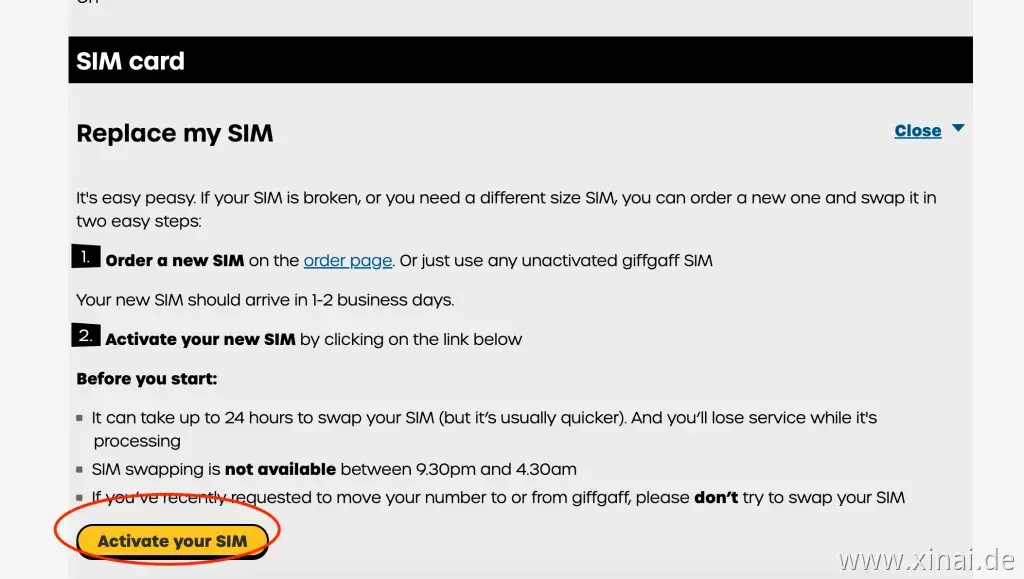 SIM card
Replace my SIM
Close
It's easy peasy. If your SIM is broken, or you need a different size SIM, you can order a new one and swap it in
two easy steps:
1. Order a new SIM on the order page. Or just use any unactivated giffgaff SIM
Your new SIM should arrive in 1-2 business days.
2. Activate your new SIM by clicking on the link below
Before you start:
It can take up to 24 hours to swap your SIM (but it's usually quicker). And you'll lose service while it's
processing
SIM swapping is not available between 9.30pm and 4.30am
If you've recently requested to move your number to or from giffgaff, please don't try to swap your SIM
Activate your SIM
www.xinai.de